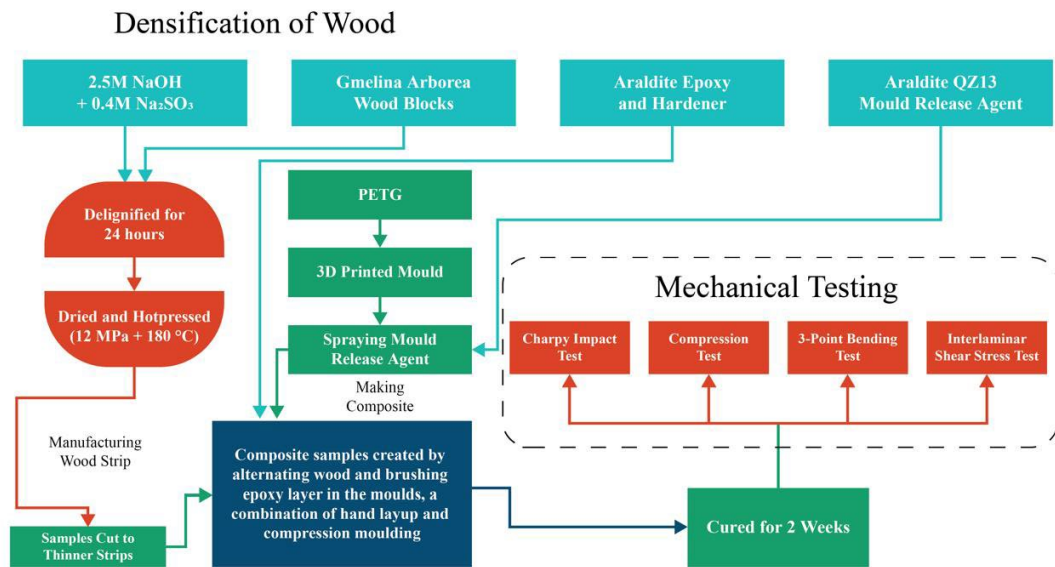 Densification of Wood
2.5M NaOH
+ 0.4M Na₂SO₃
Gmelina Arborea
Wood Blocks
Araldite Epoxy
and Hardener
Araldite QZ13
Mould Release Agent
Delignified for
24 hours
PETG
3D Printed Mould
Dried and Hotpressed
(12 MPa + 180 °C)
Spraying Mould
Release Agent
Mechanical Testing
Charpy Impact
Test
Compression
Test
3-Point Bending
Test
Interlaminar
Shear Stress Test
Making
Composite
Manufacturing
Wood Strip
Composite samples created by
alternating wood and brushing
epoxy layer in the moulds, a
combination of hand layup and
compression moulding
Samples Cut to
Thinner Strips
Cured for 2 Weeks